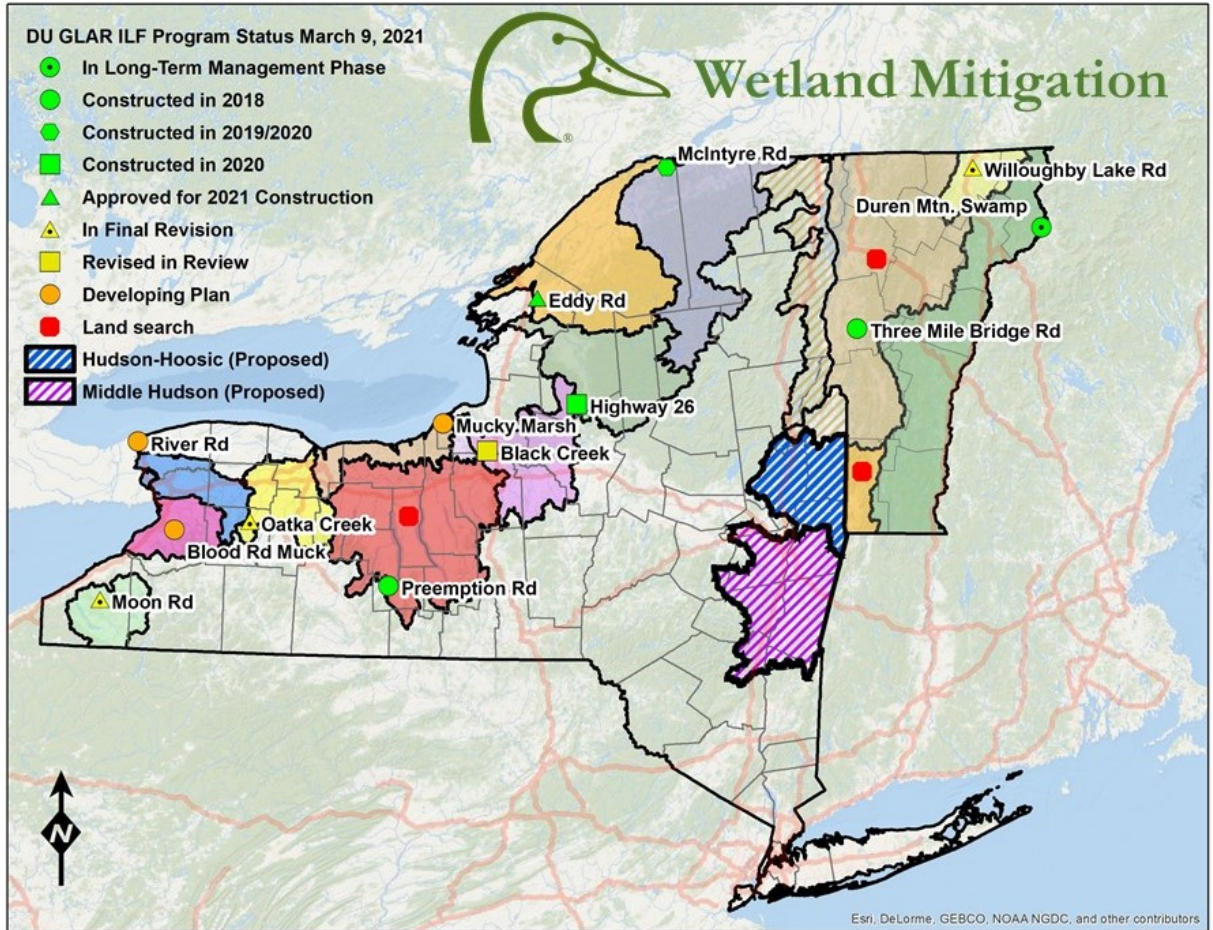 DU GLAR ILF Program Status March 9, 2021
In Long-Term Management Phase
Constructed in 2018
Constructed in 2019/2020
Constructed in 2020
Approved for 2021 Construction
In Final Revision
Revised in Review
Developing Plan
Land search
Hudson-Hoosic (Proposed)
Middle Hudson (Proposed)
®
Wetland Mitigation
McIntyre Rd
Willoughby Lake Rd
Duren Mtn. Swamp
Eddy Rd
Three Mile Bridge Rd
Highway 26
Mucky Marsh
River Rd
Black Creek
Oatka Creek
Blood Rd Muck
Preemption Rd
Moon Rd
N
Esri, DeLorme, GEBCO, NOAA NGDC, and other contributors